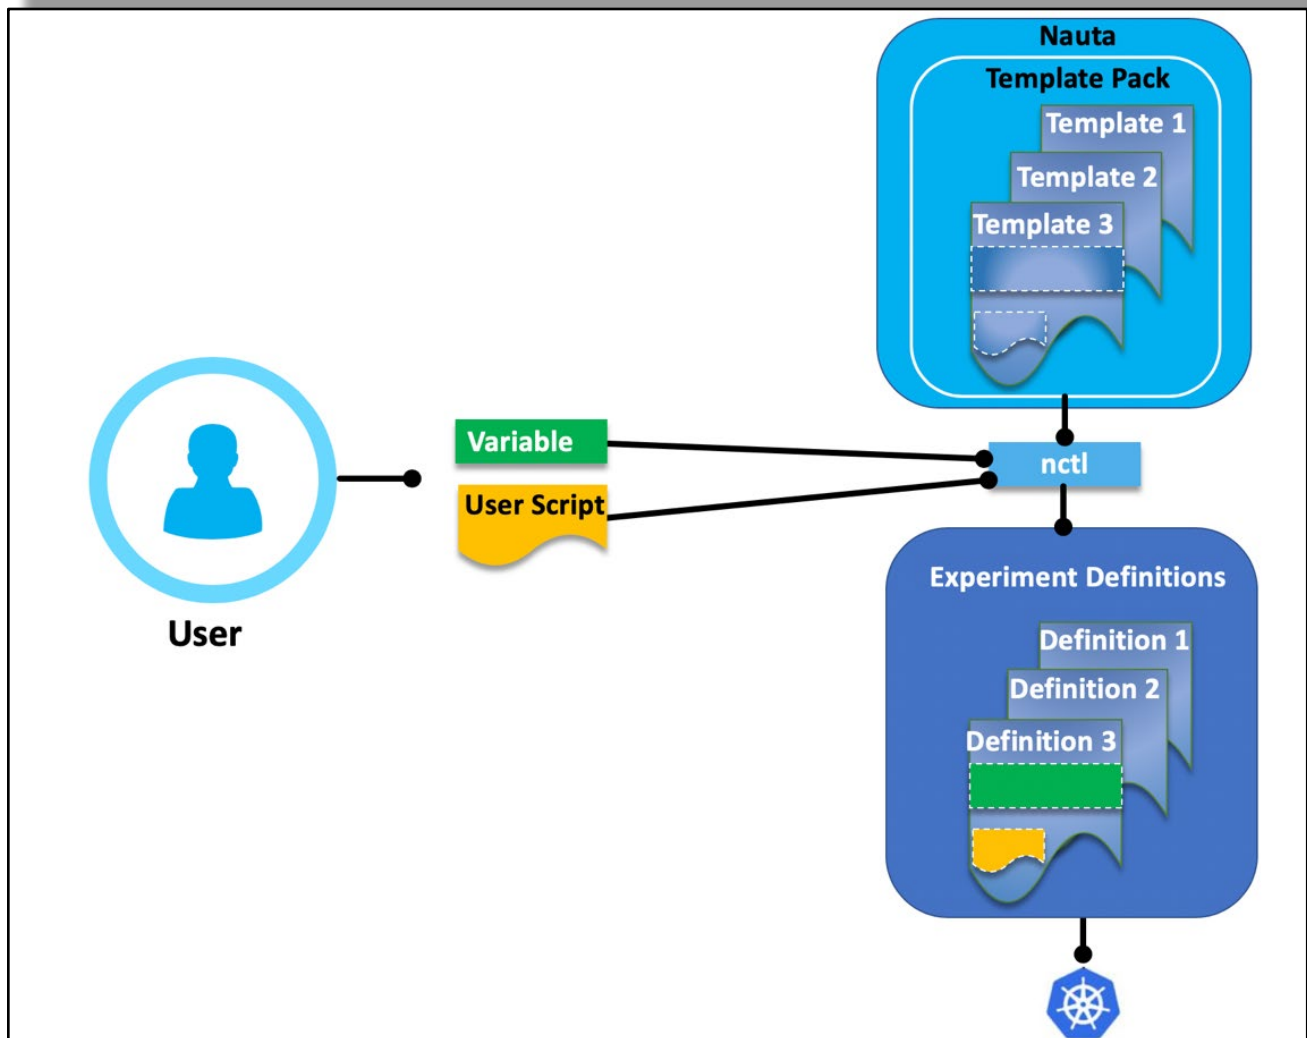 Nauta
Template Pack
Template 1
Template 2
Template 3
Variable
User Script
nctl
User
Experiment Definitions
Definition 1
Definition 2
Definition 3